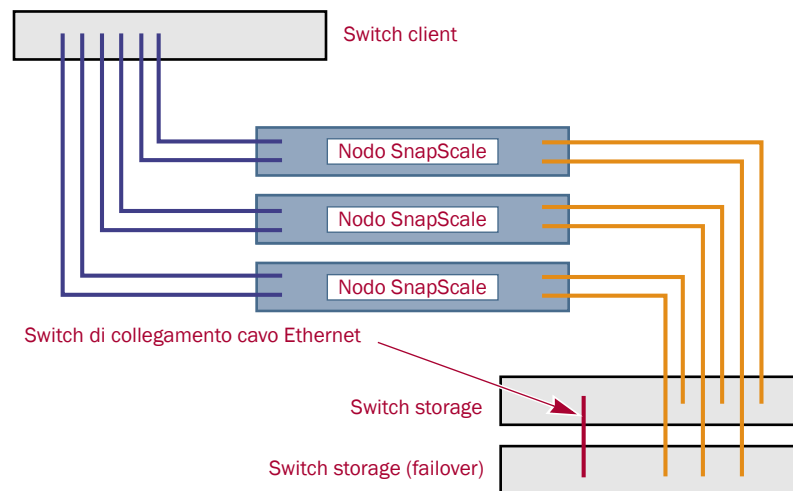 Switch client
Nodo SnapScale
Nodo SnapScale
Nodo SnapScale
Switch di collegamento cavo Ethernet
Switch storage
Switch storage (failover)